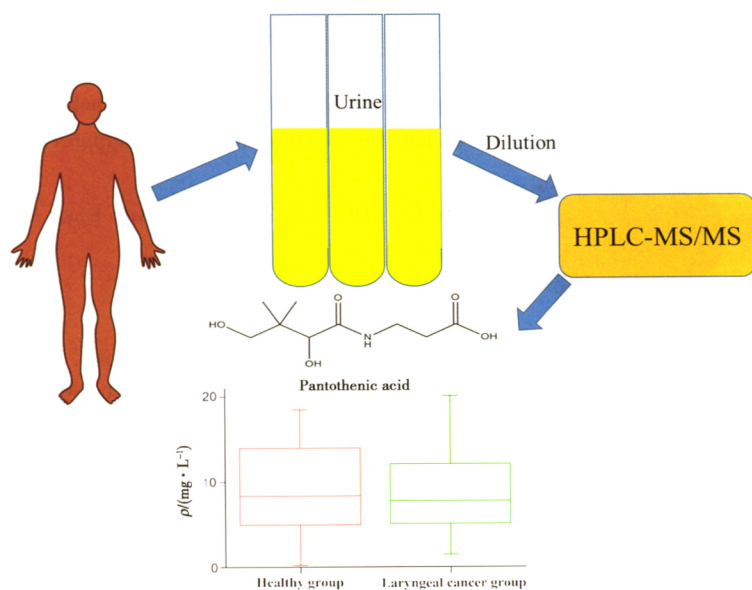 Urine
Dilution
HPLC-MS/MS
O
O
HO
N
H
OH
OH
Pantothenic acid
20
10
0
ρ/(mg·L⁻¹)
Healthy group
Laryngeal cancer group